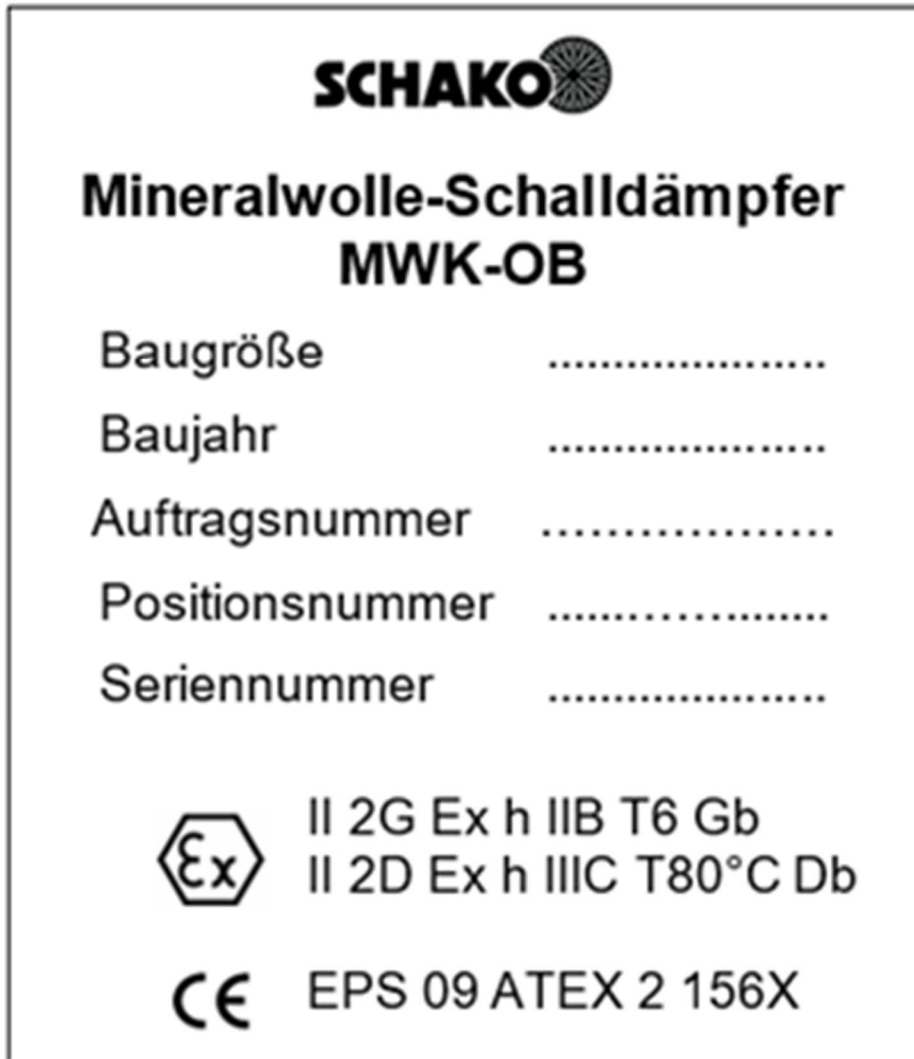 SCHAKO
Mineralwolle-Schalldämpfer
MWK-OB
Baugröße .....................
Baujahr .....................
Auftragsnummer ..................
Positionsnummer .....................
Seriennummer .....................
Ex II 2G Ex h IIB T6 Gb
II 2D Ex h IIIC T80°C Db
CE EPS 09 ATEX 2 156X